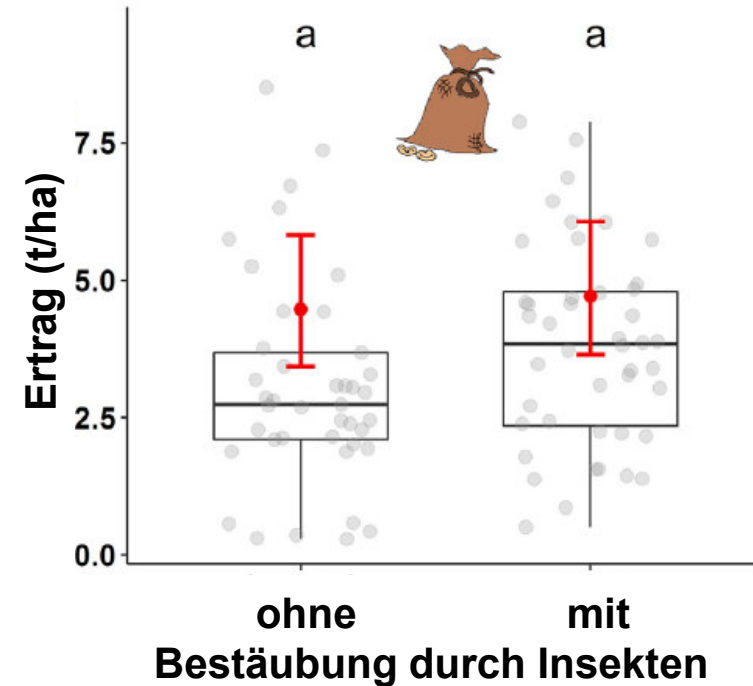 a a
7.5
5.0
2.5
0.0
Ertrag (t/ha)
ohne mit
Bestäubung durch Insekten